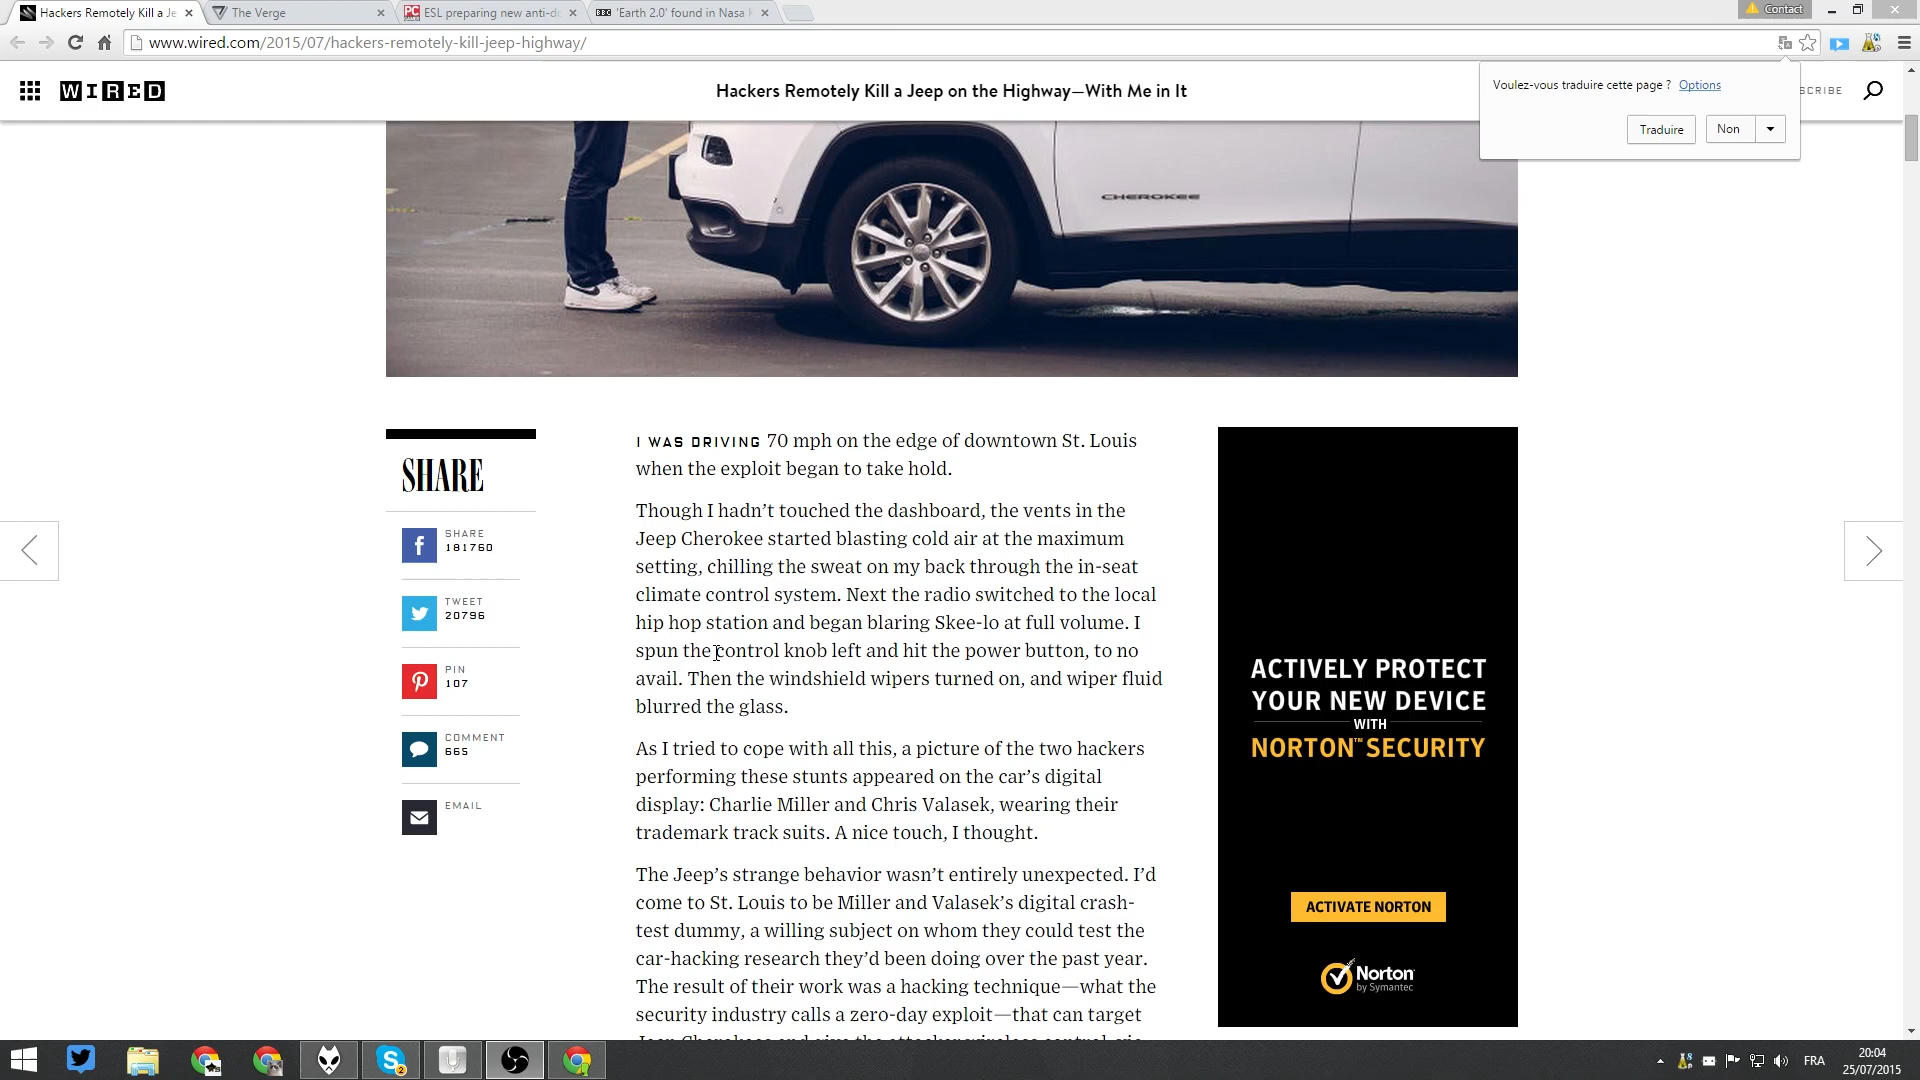 Hackers Remotely Kill a Je
The Verge
ESL preparing new anti-do
'Earth 2.0' found in Nasa
Contact
www.wired.com/2015/07/hackers-remotely-kill-jeep-highway/
WIRED
Hackers Remotely Kill a Jeep on the Highway—With Me in It
SCRIBE
Voulez-vous traduire cette page ? Options
Traduire
Non
CHEROKEE
SHARE
SHARE
181760
TWEET
20796
PIN
107
COMMENT
665
EMAIL
I WAS DRIVING 70 mph on the edge of downtown St. Louis
when the exploit began to take hold.
Though I hadn't touched the dashboard, the vents in the
Jeep Cherokee started blasting cold air at the maximum
setting, chilling the sweat on my back through the in-seat
climate control system. Next the radio switched to the local
hip hop station and began blaring Skee-lo at full volume. I
spun the control knob left and hit the power button, to no
avail. Then the windshield wipers turned on, and wiper fluid
blurred the glass.
As I tried to cope with all this, a picture of the two hackers
performing these stunts appeared on the car's digital
display: Charlie Miller and Chris Valasek, wearing their
trademark track suits. A nice touch, I thought.
The Jeep's strange behavior wasn't entirely unexpected. I'd
come to St. Louis to be Miller and Valasek's digital crash-
test dummy, a willing subject on whom they could test the
car-hacking research they'd been doing over the past year.
The result of their work was a hacking technique—what the
security industry calls a zero-day exploit—that can target
ACTIVELY PROTECT
YOUR NEW DEVICE
WITH
NORTON™ SECURITY
ACTIVATE NORTON
Norton
by Symantec
2
FRA
20:04
25/07/2015